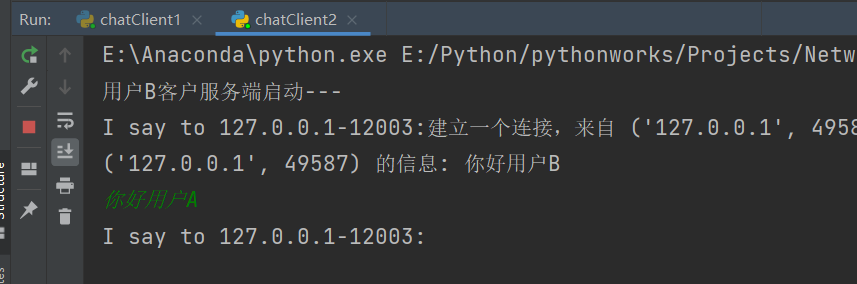 Run: chatClient1 chatClient2
E:\Anaconda\python.exe E:/Python/pythonworks/Projects/Netw
用户B客户服务端启动---
I say to 127.0.0.1-12003:建立一个连接，来自 ('127.0.0.1', 4958
('127.0.0.1', 49587) 的信息: 你好用户B
你好用户A
I say to 127.0.0.1-12003:
Structure